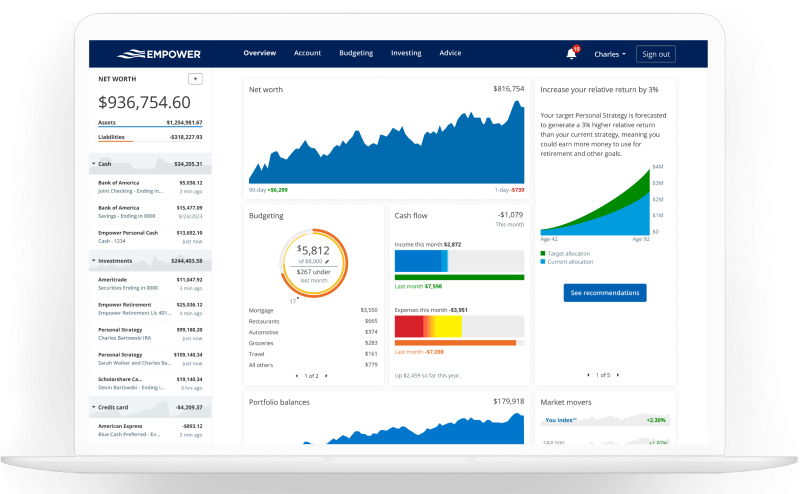 EMPOWER
Overview Account Budgeting Investing Advice
10
Charles
Sign out
NET WORTH
+
$936,754.60
Assets $1,254,981.67
Liabilities -$318,227.93
Cash $34,205.31
Bank of America $5,036.12
Joint Checking - Ending in... 3 min ago
Bank of America $15,477.09
Savings - Ending in 0000 8/24/2023
Empower Personal Cash $13,692.10
Cash - 1234 Just now
Investments $244,403.58
Ameritrade $11,047.92
Securities Ending in 0000 3 min ago
Empower Retirement $25,036.12
Empower Retirement Llc 401... 4 min ago
Personal Strategy $99,180.20
Charles Bartowski IRA Just now
Personal Strategy $109,140.34
Sarah Walker and Charles Ba... Just now
Scholarshare Ca... $19,140.34
Devin Bartowski - Ending i... 9 hrs ago
Credit card -$4,209.37
American Express -$893.12
Blue Cash Preferred - En... 3 min ago
Net worth $816,754
90-day +$6,299 1-day -$739
Budgeting
$5,812
of $8,000
$267 under
last month
17
Mortgage $3,550
Restaurants $665
Automotive $374
Groceries $283
Travel $161
All others $779
1 of 2
Cash flow -$1,079
This month
Income this month $2,872
Last month $7,598
Expenses this month -$3,951
Last month -$7,098
Up $2,459 so far this year.
Increase your relative return by 3%
Your target Personal Strategy is forecasted
to generate a 3% higher relative return
than your current strategy, meaning you
could earn more money to use for
retirement and other goals.
$4M
$3M
$2M
$1M
$0
Age 42 Age 92
Target allocation
Current allocation
See recommendations
1 of 5
Portfolio balances $179,918
Market movers
You Index™ +2.30%
S&P 500 +1.87%